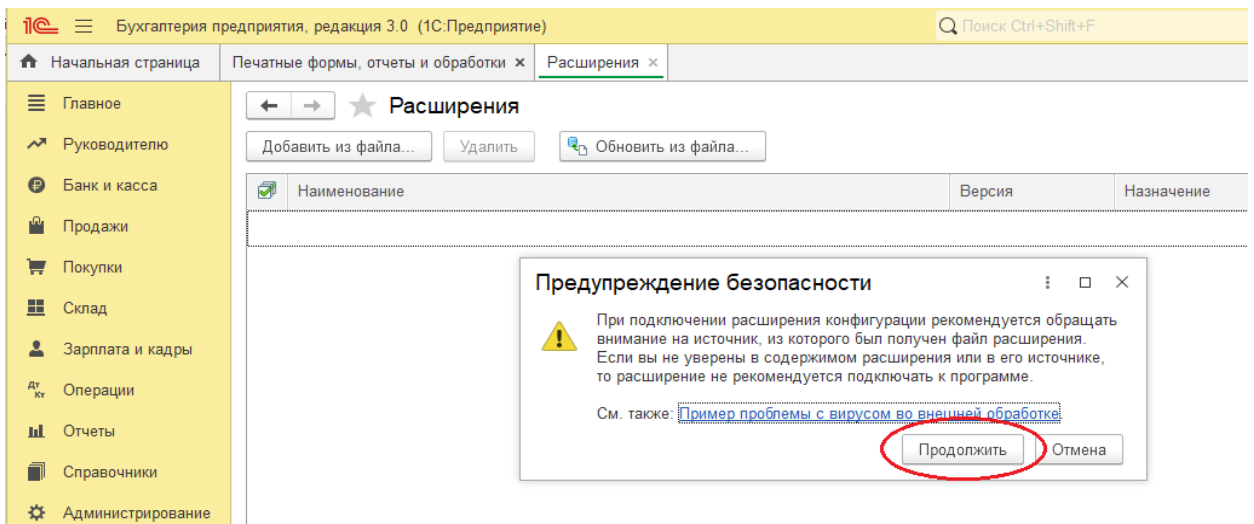 1С Бухгалтерия предприятия, редакция 3.0 (1С:Предприятие) Поиск Ctrl+Shift+F
Начальная страница Печатные формы, отчеты и обработки × Расширения ×
Главное
Руководителю
Банк и касса
Продажи
Покупки
Склад
Зарплата и кадры
Дт Кт Операции
Отчеты
Справочники
Администрирование
Расширения
Добавить из файла... Удалить Обновить из файла...
Наименование Версия Назначение
Предупреждение безопасности
При подключении расширения конфигурации рекомендуется обращать
внимание на источник, из которого был получен файл расширения.
Если вы не уверены в содержимом расширения или в его источнике,
то расширение не рекомендуется подключать к программе.
См. также: Пример проблемы с вирусом во внешней обработке.
Продолжить Отмена